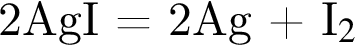 2AgI = 2Ag + I₂